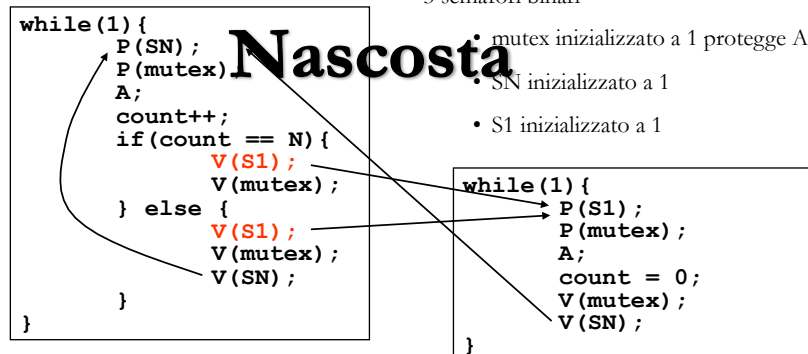 3 semafori binari
• mutex inizializzato a 1 protegge A
• SN inizializzato a 1
• S1 inizializzato a 1
Nascosta
while(1){
P(SN);
P(mutex)
A;
count++;
if(count == N){
V(S1);
V(mutex);
} else {
V(S1);
V(mutex);
V(SN);
}
}
while(1){
P(S1);
P(mutex);
A;
count = 0;
V(mutex);
V(SN);
}